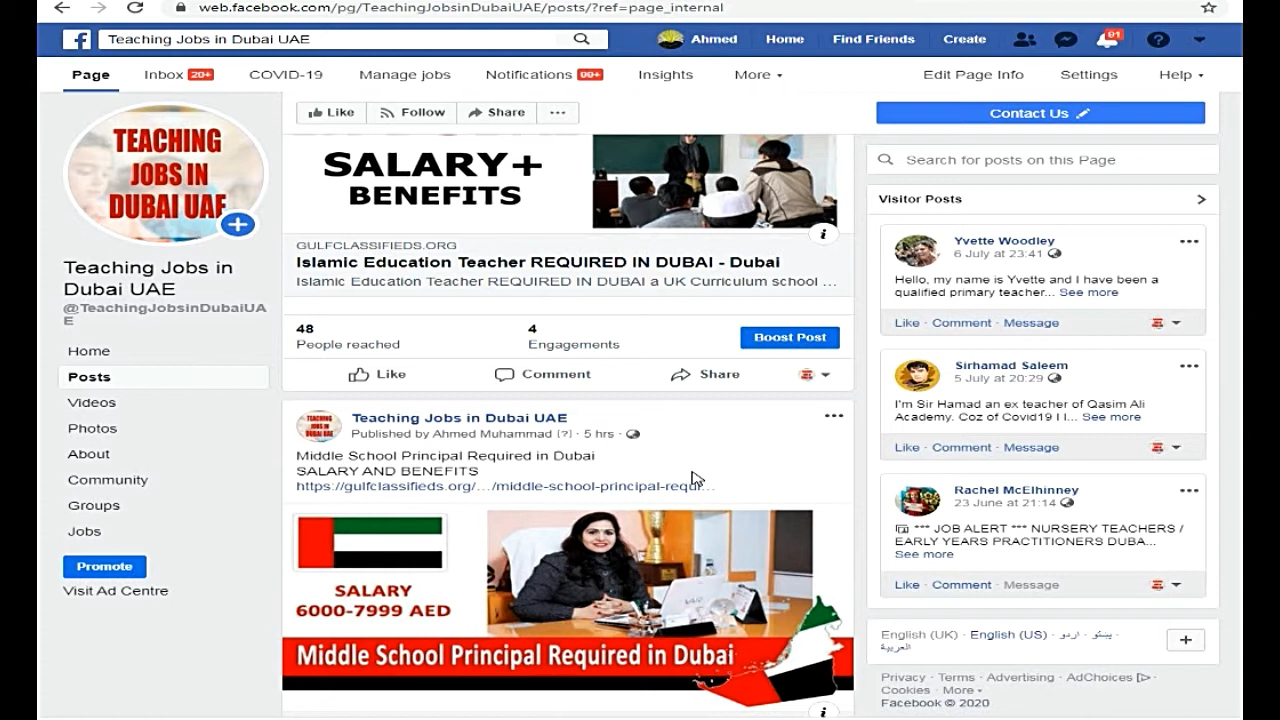 web.facebook.com/pg/TeachingJobsinDubaiUAE/posts/?ref=page_internal
Teaching Jobs in Dubai UAE
Ahmed
Home
Find Friends
Create
91
Page
Inbox 20+
COVID-19
Manage jobs
Notifications 99+
Insights
More
Edit Page Info
Settings
Help
TEACHING
JOBS IN
DUBAI UAE
Teaching Jobs in
Dubai UAE
@TeachingJobsinDubaiUA
E
Home
Posts
Videos
Photos
About
Community
Groups
Jobs
Promote
Visit Ad Centre
Like
Follow
Share
...
SALARY+
BENEFITS
GULFCLASSIFIEDS.ORG
Islamic Education Teacher REQUIRED IN DUBAI - Dubai
Islamic Education Teacher REQUIRED IN DUBAI a UK Curriculum school ...
48
People reached
4
Engagements
Boost Post
Like
Comment
Share
TEACHING
JOBS IN
DUBAI UAE
Teaching Jobs in Dubai UAE
Published by Ahmed Muhammad [?] · 5 hrs ·
Middle School Principal Required in Dubai
SALARY AND BENEFITS
https://gulfclassifieds.org/.../middle-school-principal-requi...
SALARY
6000-7999 AED
Middle School Principal Required in Dubai
Contact Us
Search for posts on this Page
Visitor Posts
Yvette Woodley
6 July at 23:41 ·
Hello, my name is Yvette and I have been a
qualified primary teacher... See more
Like · Comment · Message
Sirhamad Saleem
5 July at 20:29 ·
I'm Sir Hamad an ex teacher of Qasim Ali
Academy. Coz of Covid19 I l... See more
Like · Comment · Message
Rachel McElhinney
23 June at 21:14 ·
*** JOB ALERT *** NURSERY TEACHERS /
EARLY YEARS PRACTITIONERS DUBA...
See more
Like · Comment · Message
English (UK) · English (US) · اردو · پښتو ·
العربية
Privacy · Terms · Advertising · AdChoices ·
Cookies · More
Facebook © 2020